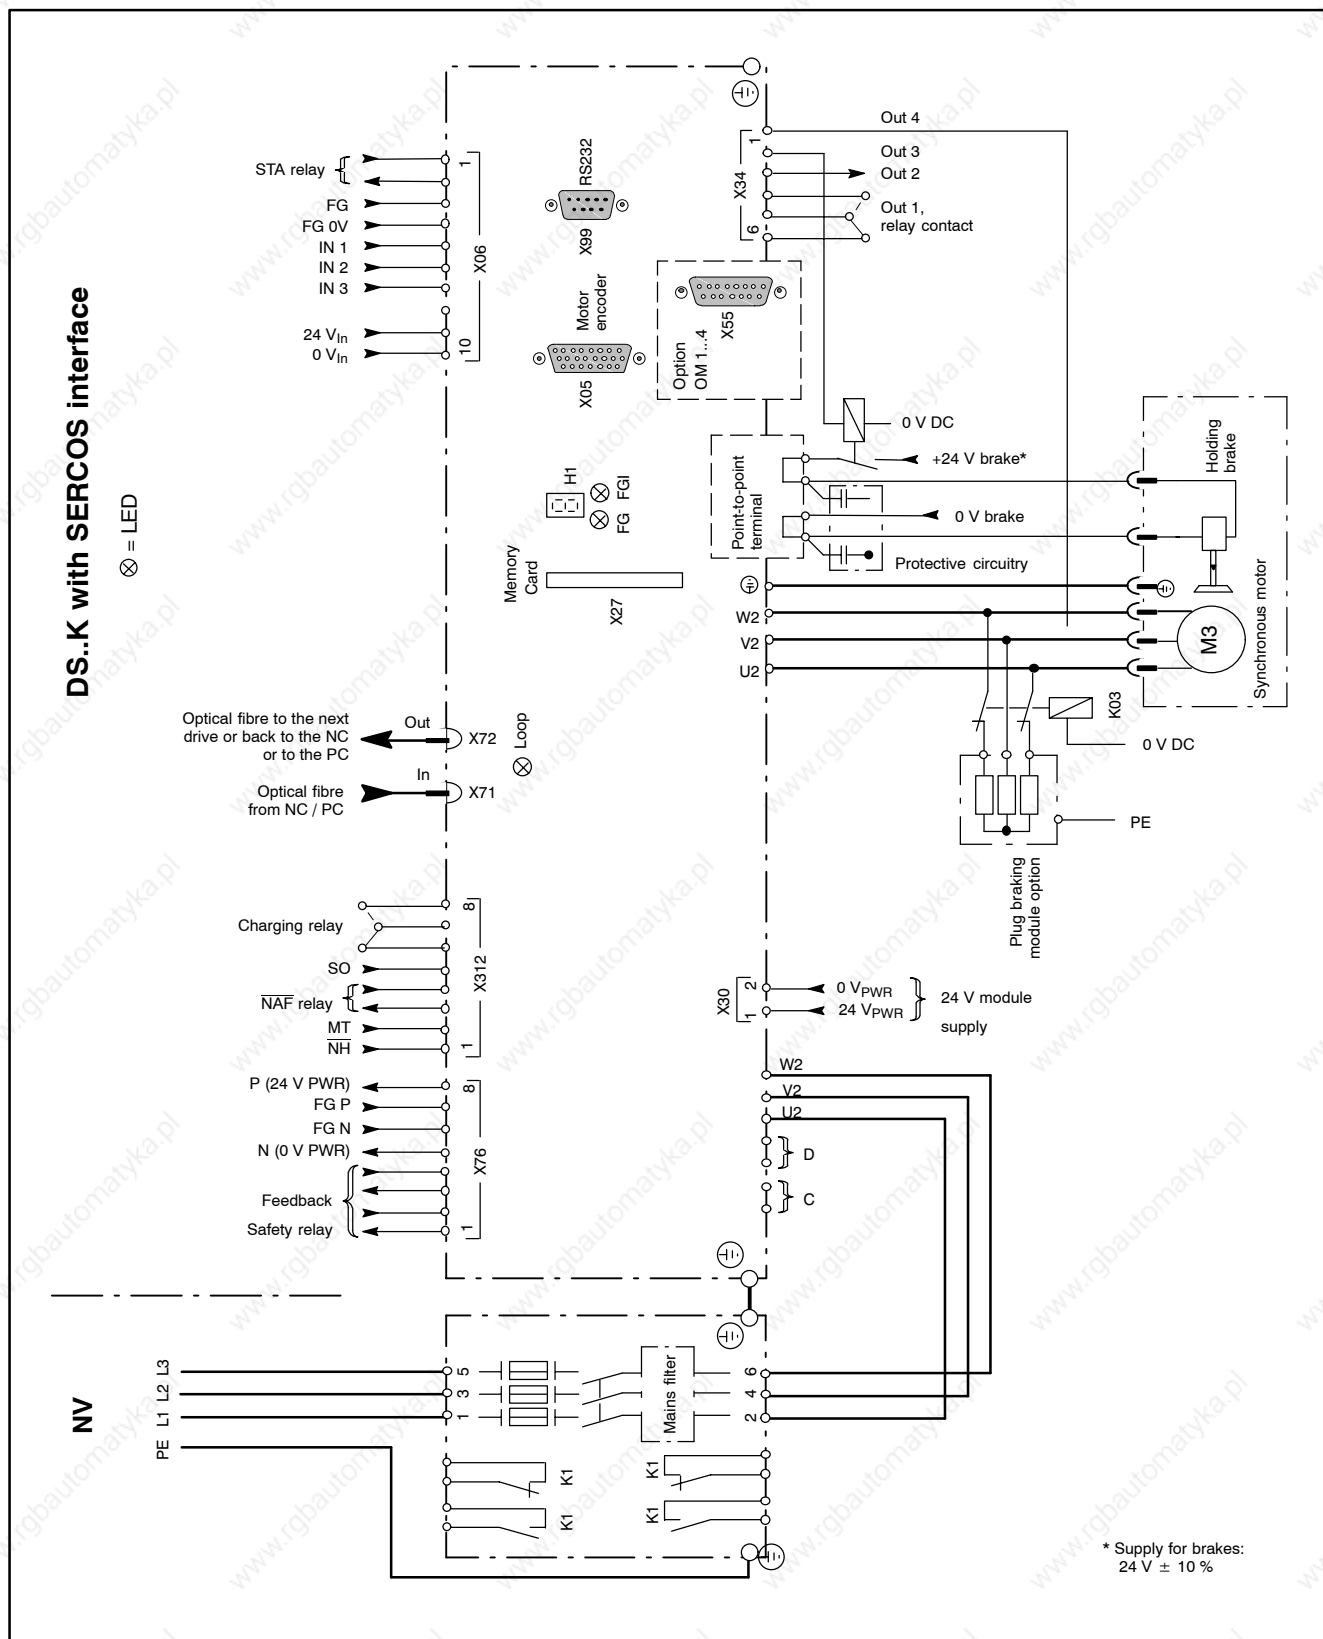 DS..K with SERCOS interface
⊗ = LED
STA relay
FG
FG 0V
IN 1
IN 2
IN 3
24 VIn
0 VIn
1
X06
10
RS232
X99
Motor
encoder
X05
Option
OM 1...4
X55
1
X34
6
Out 4
Out 3
Out 2
Out 1,
relay contact
H1
FG
FGI
Memory
Card
X27
Point-to-point
terminal
0 V DC
+24 V brake*
0 V brake
Protective circuitry
Holding
brake
Synchronous motor
M3
W2
V2
U2
K03
0 V DC
PE
Plug braking
module option
Optical fibre to the next
drive or back to the NC
or to the PC
Out
X72
Loop
Optical fibre
from NC / PC
In
X71
Charging relay
SO
NAF relay
MT
NH
8
X312
1
P (24 V PWR)
FG P
FG N
N (0 V PWR)
Feedback
Safety relay
8
X76
1
X30
2
1
0 VPWR
24 VPWR
24 V module
supply
W2
V2
U2
D
C
NV
L3
L2
L1
PE
5
3
1
Mains filter
6
4
2
K1
K1
K1
K1
* Supply for brakes:
24 V ± 10 %
www.rgbautomatyka.pl